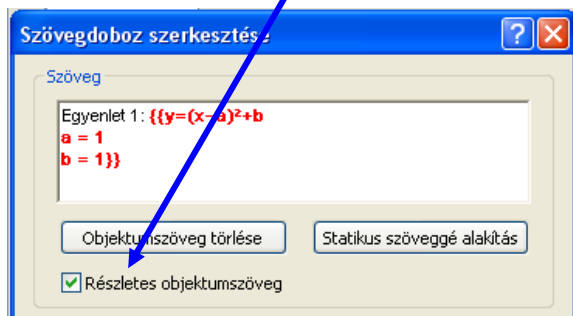 Szövegdoboz szerkesztése
Szöveg
Egyenlet 1: {{y=(x-a)²+b
a = 1
b = 1}}
Objektumszöveg törlése
Statikus szöveggé alakítás
Részletes objektumszöveg